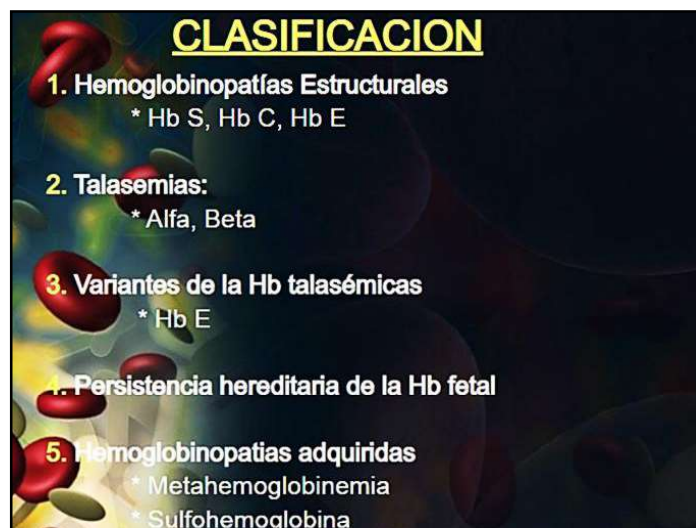 CLASIFICACION
1. Hemoglobinopatías Estructurales
* Hb S, Hb C, Hb E
2. Talasemias:
* Alfa, Beta
3. Variantes de la Hb talasémicas
* Hb E
4. Persistencia hereditaria de la Hb fetal
5. Hemoglobinopatias adquiridas
* Metahemoglobinemia
* Sulfohemoglobina